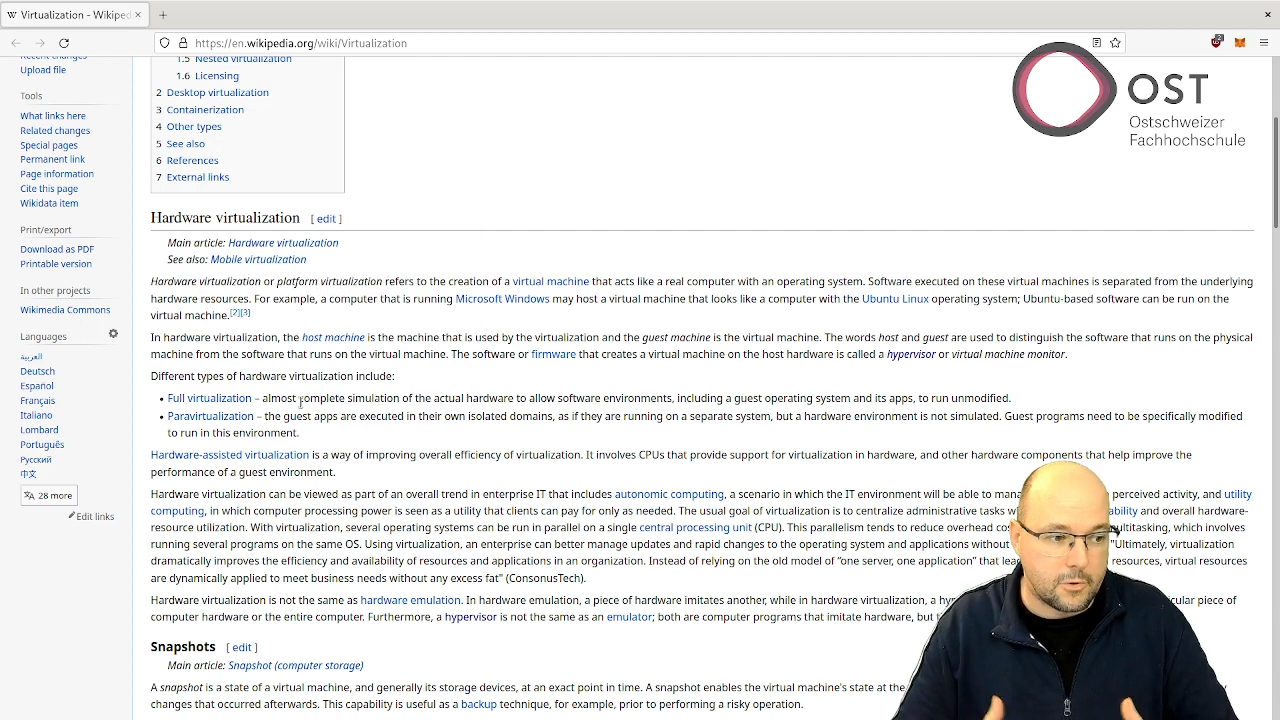 Virtualization - Wikiped
https://en.wikipedia.org/wiki/Virtualization
2
OST
Ostschweizer
Fachhochschule
Recent changes
Upload file
Tools
What links here
Related changes
Special pages
Permanent link
Page information
Cite this page
Wikidata item
Print/export
Download as PDF
Printable version
In other projects
Wikimedia Commons
Languages
العربية
Deutsch
Español
Français
Italiano
Lombard
Português
Русский
中文
28 more
Edit links
1.5 Nested virtualization
1.6 Licensing
2 Desktop virtualization
3 Containerization
4 Other types
5 See also
6 References
7 External links
Hardware virtualization [ edit ]
Main article: Hardware virtualization
See also: Mobile virtualization
Hardware virtualization or platform virtualization refers to the creation of a virtual machine that acts like a real computer with an operating system. Software executed on these virtual machines is separated from the underlying
hardware resources. For example, a computer that is running Microsoft Windows may host a virtual machine that looks like a computer with the Ubuntu Linux operating system; Ubuntu-based software can be run on the
virtual machine.[2][3]
In hardware virtualization, the host machine is the machine that is used by the virtualization and the guest machine is the virtual machine. The words host and guest are used to distinguish the software that runs on the physical
machine from the software that runs on the virtual machine. The software or firmware that creates a virtual machine on the host hardware is called a hypervisor or virtual machine monitor.
Different types of hardware virtualization include:
• Full virtualization – almost complete simulation of the actual hardware to allow software environments, including a guest operating system and its apps, to run unmodified.
• Paravirtualization – the guest apps are executed in their own isolated domains, as if they are running on a separate system, but a hardware environment is not simulated. Guest programs need to be specifically modified
to run in this environment.
Hardware-assisted virtualization is a way of improving overall efficiency of virtualization. It involves CPUs that provide support for virtualization in hardware, and other hardware components that help improve the
performance of a guest environment.
Hardware virtualization can be viewed as part of an overall trend in enterprise IT that includes autonomic computing, a scenario in which the IT environment will be able to mana perceived activity, and utility
computing, in which computer processing power is seen as a utility that clients can pay for only as needed. The usual goal of virtualization is to centralize administrative tasks w ability and overall hardware-
resource utilization. With virtualization, several operating systems can be run in parallel on a single central processing unit (CPU). This parallelism tends to reduce overhead cos ultitasking, which involves
running several programs on the same OS. Using virtualization, an enterprise can better manage updates and rapid changes to the operating system and applications without "Ultimately, virtualization
dramatically improves the efficiency and availability of resources and applications in an organization. Instead of relying on the old model of "one server, one application" that lea resources, virtual resources
are dynamically applied to meet business needs without any excess fat" (ConsonusTech).
Hardware virtualization is not the same as hardware emulation. In hardware emulation, a piece of hardware imitates another, while in hardware virtualization, a hy icular piece of
computer hardware or the entire computer. Furthermore, a hypervisor is not the same as an emulator; both are computer programs that imitate hardware, but
Snapshots [ edit ]
Main article: Snapshot (computer storage)
A snapshot is a state of a virtual machine, and generally its storage devices, at an exact point in time. A snapshot enables the virtual machine's state at the
changes that occurred afterwards. This capability is useful as a backup technique, for example, prior to performing a risky operation.